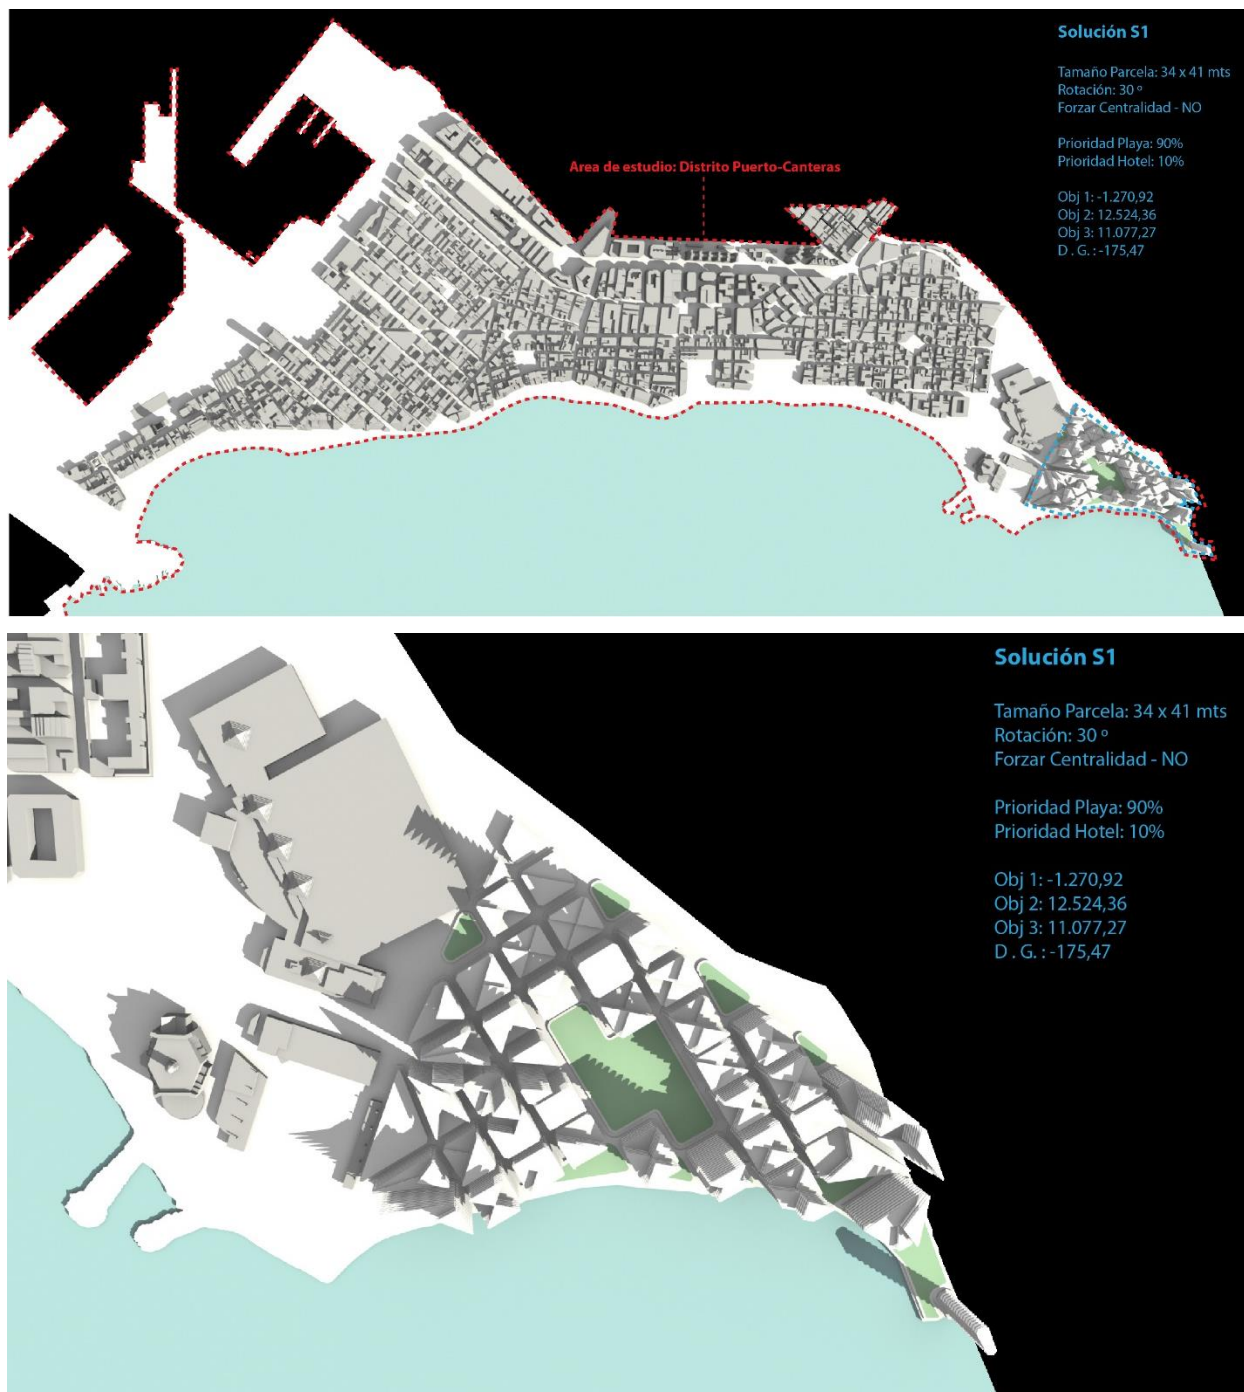 Solución S1
Tamaño Parcela: 34 x 41 mts
Rotación: 30 º
Forzar Centralidad - NO
Prioridad Playa: 90%
Prioridad Hotel: 10%
Obj 1: -1.270,92
Obj 2: 12.524,36
Obj 3: 11.077,27
D . G. : -175,47
Area de estudio: Distrito Puerto-Canteras
Solución S1
Tamaño Parcela: 34 x 41 mts
Rotación: 30 º
Forzar Centralidad - NO
Prioridad Playa: 90%
Prioridad Hotel: 10%
Obj 1: -1.270,92
Obj 2: 12.524,36
Obj 3: 11.077,27
D . G. : -175,47